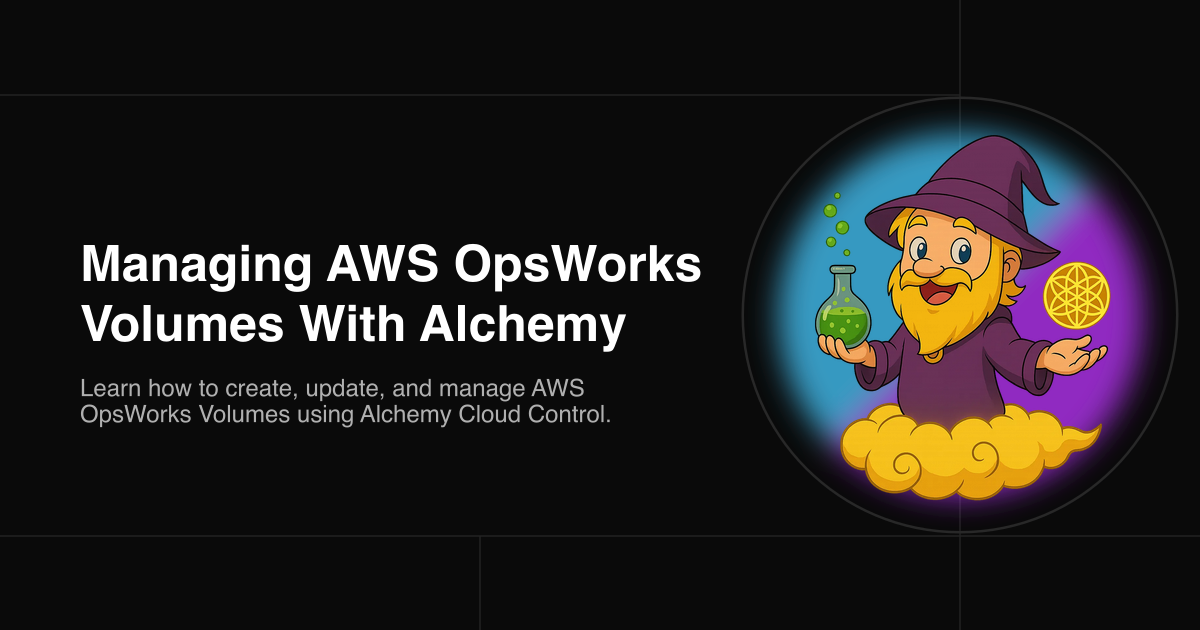 Managing AWS OpsWorks
Volumes With Alchemy
Learn how to create, update, and manage AWS
OpsWorks Volumes using Alchemy Cloud Control.